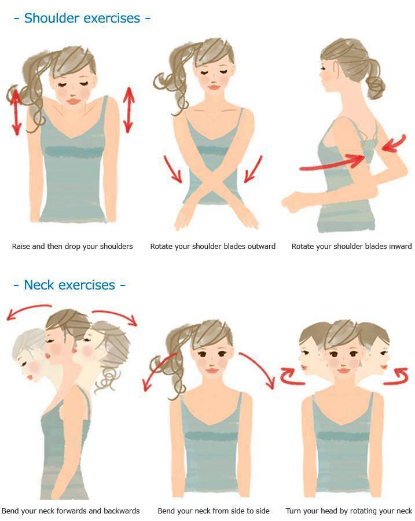 - Shoulder exercises -
Raise and then drop your shoulders
Rotate your shoulder blades outward
Rotate your shoulder blades inward
- Neck exercises -
Bend your neck forwards and backwards
Bend your neck from side to side
Turn your head by rotating your neck